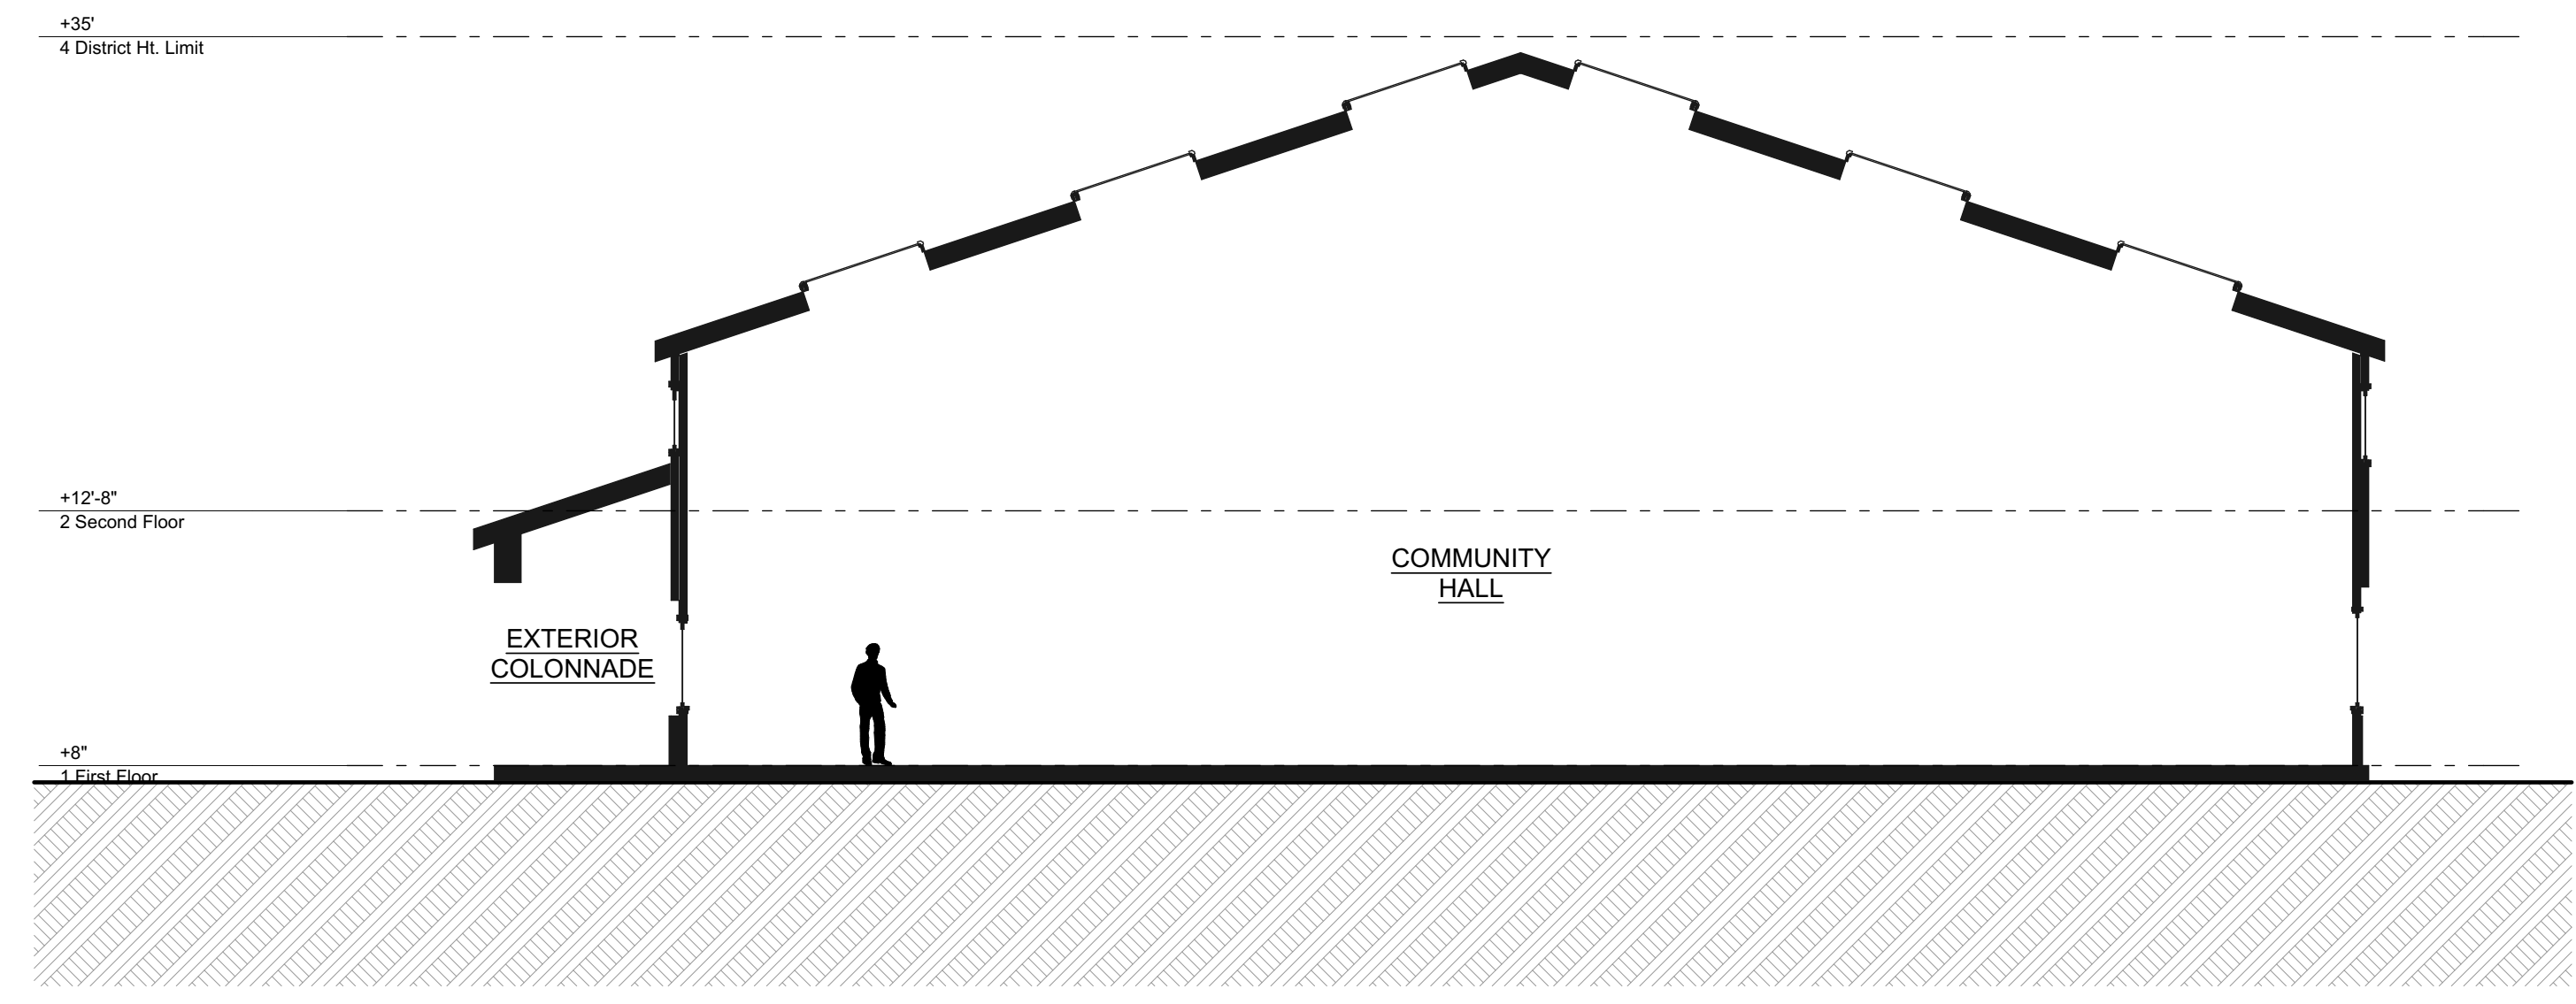 +35'
4 District Ht. Limit
+12'-8"
2 Second Floor
COMMUNITY
HALL
EXTERIOR
COLONNADE
+8"
1 First Floor